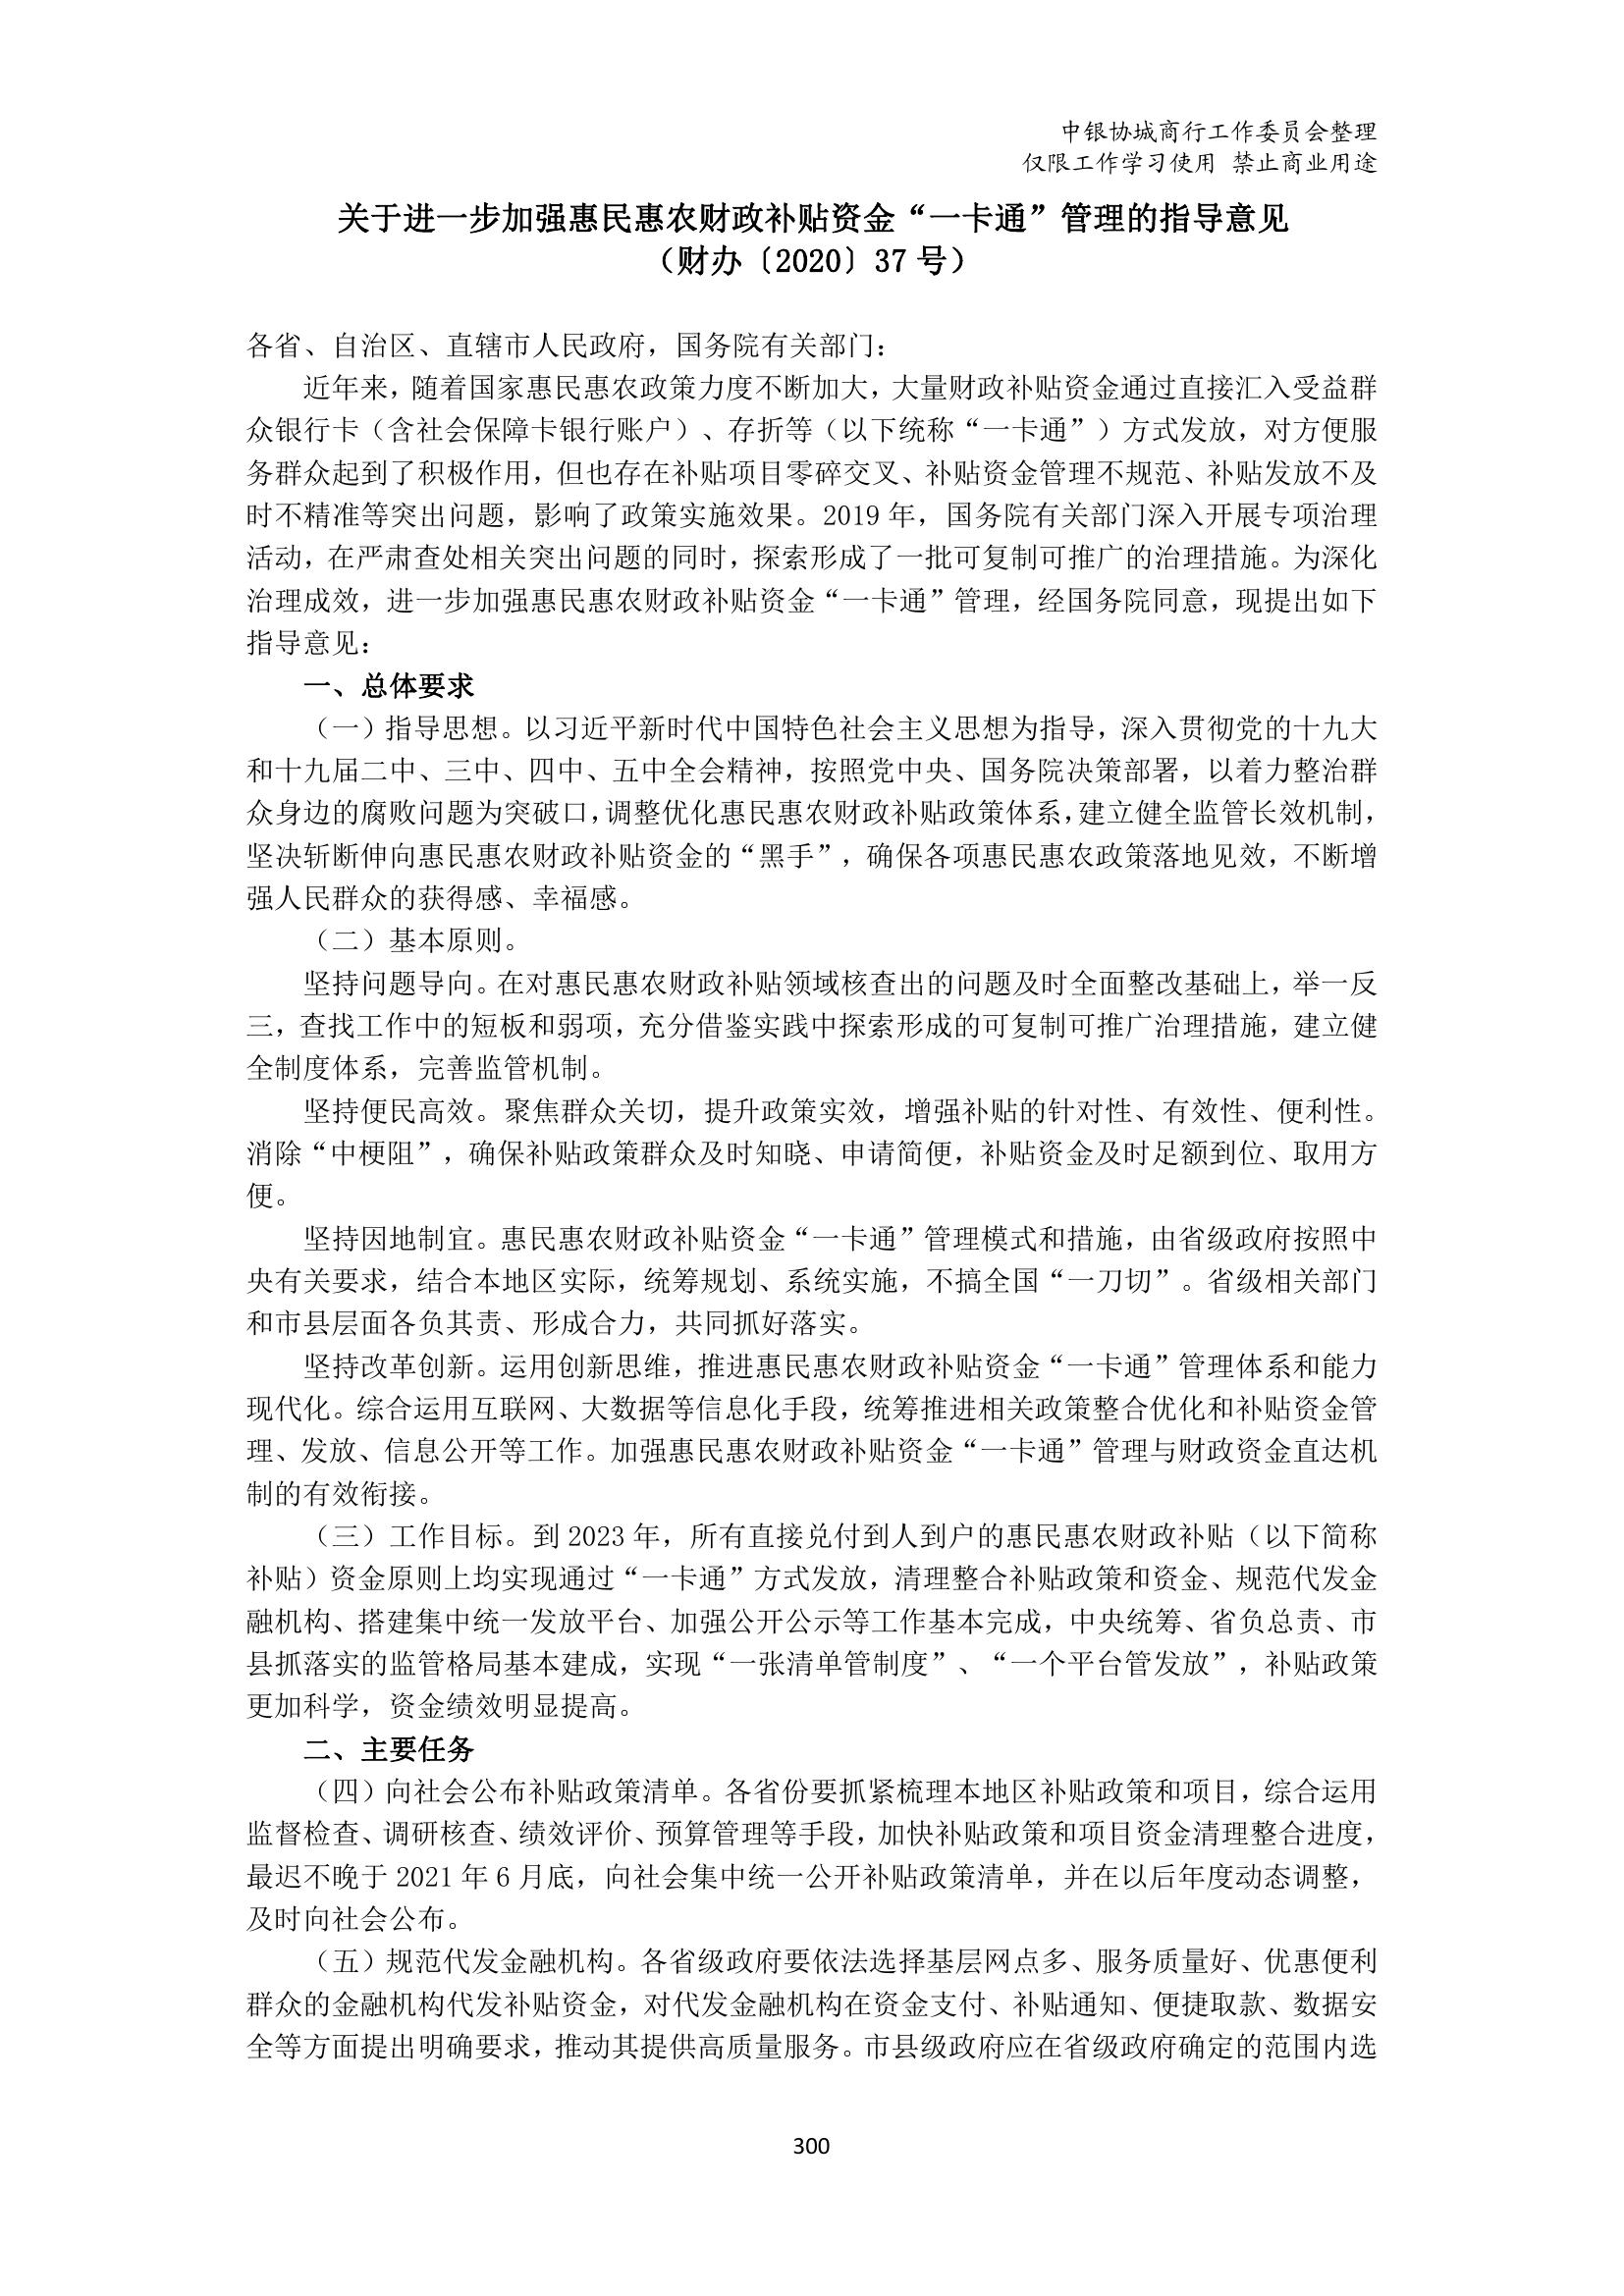 中银协城商行工作委员会整理
仅限工作学习使用 禁止商业用途
关于进一步加强惠民惠农财政补贴资金“一卡通”管理的指导意见
（财办〔2020〕37 号）
各省、自治区、直辖市人民政府，国务院有关部门：
近年来，随着国家惠民惠农政策力度不断加大，大量财政补贴资金通过直接汇入受益群
众银行卡（含社会保障卡银行账户）、存折等（以下统称“一卡通”）方式发放，对方便服
务群众起到了积极作用，但也存在补贴项目零碎交叉、补贴资金管理不规范、补贴发放不及
时不精准等突出问题，影响了政策实施效果。2019 年，国务院有关部门深入开展专项治理
活动，在严肃查处相关突出问题的同时，探索形成了一批可复制可推广的治理措施。为深化
治理成效，进一步加强惠民惠农财政补贴资金“一卡通”管理，经国务院同意，现提出如下
指导意见：
一、总体要求
（一）指导思想。以习近平新时代中国特色社会主义思想为指导，深入贯彻党的十九大
和十九届二中、三中、四中、五中全会精神，按照党中央、国务院决策部署，以着力整治群
众身边的腐败问题为突破口，调整优化惠民惠农财政补贴政策体系，建立健全监管长效机制，
坚决斩断伸向惠民惠农财政补贴资金的“黑手”，确保各项惠民惠农政策落地见效，不断增
强人民群众的获得感、幸福感。
（二）基本原则。
坚持问题导向。在对惠民惠农财政补贴领域核查出的问题及时全面整改基础上，举一反
三，查找工作中的短板和弱项，充分借鉴实践中探索形成的可复制可推广治理措施，建立健
全制度体系，完善监管机制。
坚持便民高效。聚焦群众关切，提升政策实效，增强补贴的针对性、有效性、便利性。
消除“中梗阻”，确保补贴政策群众及时知晓、申请简便，补贴资金及时足额到位、取用方
便。
坚持因地制宜。惠民惠农财政补贴资金“一卡通”管理模式和措施，由省级政府按照中
央有关要求，结合本地区实际，统筹规划、系统实施，不搞全国“一刀切”。省级相关部门
和市县层面各负其责、形成合力，共同抓好落实。
坚持改革创新。运用创新思维，推进惠民惠农财政补贴资金“一卡通”管理体系和能力
现代化。综合运用互联网、大数据等信息化手段，统筹推进相关政策整合优化和补贴资金管
理、发放、信息公开等工作。加强惠民惠农财政补贴资金“一卡通”管理与财政资金直达机
制的有效衔接。
（三）工作目标。到 2023 年，所有直接兑付到人到户的惠民惠农财政补贴（以下简称
补贴）资金原则上均实现通过“一卡通”方式发放，清理整合补贴政策和资金、规范代发金
融机构、搭建集中统一发放平台、加强公开公示等工作基本完成，中央统筹、省负总责、市
县抓落实的监管格局基本建成，实现“一张清单管制度”、“一个平台管发放”，补贴政策
更加科学，资金绩效明显提高。
二、主要任务
（四）向社会公布补贴政策清单。各省份要抓紧梳理本地区补贴政策和项目，综合运用
监督检查、调研核查、绩效评价、预算管理等手段，加快补贴政策和项目资金清理整合进度，
最迟不晚于 2021 年 6 月底，向社会集中统一公开补贴政策清单，并在以后年度动态调整，
及时向社会公布。
（五）规范代发金融机构。各省级政府要依法选择基层网点多、服务质量好、优惠便利
群众的金融机构代发补贴资金，对代发金融机构在资金支付、补贴通知、便捷取款、数据安
全等方面提出明确要求，推动其提供高质量服务。市县级政府应在省级政府确定的范围内选
300